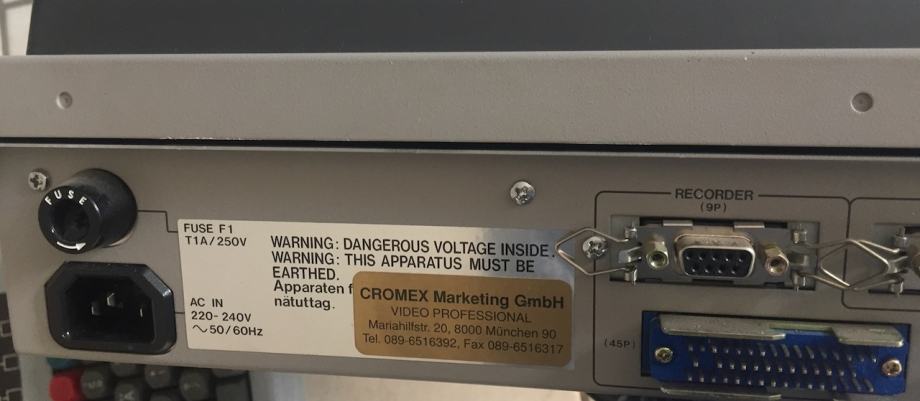 FUSE
FUSE F1
T1A/250V
WARNING: DANGEROUS VOLTAGE INSIDE.
WARNING: THIS APPARATUS MUST BE
EARTHED.
Apparaten f
nätuttag.
AC IN
220-240V
~50/60Hz
CROMEX Marketing GmbH
VIDEO PROFESSIONAL
Mariahilfstr. 20, 8000 München 90
Tel. 089-6516392, Fax 089-6516317
RECORDER
(9P)
(45P)